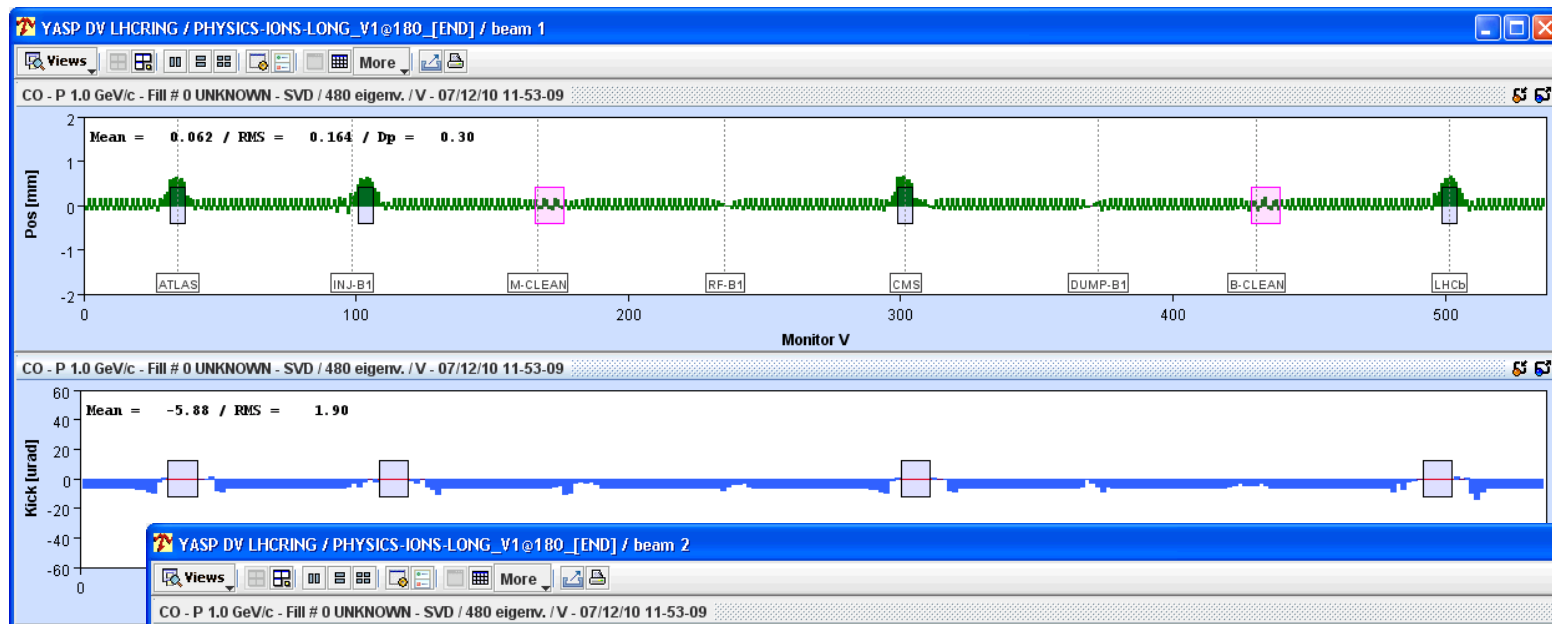 YASP DV LHCRING / PHYSICS-IONS-LONG_V1@180_[END] / beam 1
Views More
CO - P 1.0 GeV/c - Fill # 0 UNKNOWN - SVD / 480 eigenv. / V - 07/12/10 11-53-09
Mean = 0.062 / RMS = 0.164 / Dp = 0.30
Pos [mm]
2
1
0
-1
-2
ATLAS INJ-B1 M-CLEAN RF-B1 CMS DUMP-B1 B-CLEAN LHCb
0 100 200 300 400 500
Monitor V
CO - P 1.0 GeV/c - Fill # 0 UNKNOWN - SVD / 480 eigenv. / V - 07/12/10 11-53-09
Mean = -5.88 / RMS = 1.90
Kick [urad]
60
40
20
0
-20
-40
-60
0
YASP DV LHCRING / PHYSICS-IONS-LONG_V1@180_[END] / beam 2
Views More
CO - P 1.0 GeV/c - Fill # 0 UNKNOWN - SVD / 480 eigenv. / V - 07/12/10 11-53-09